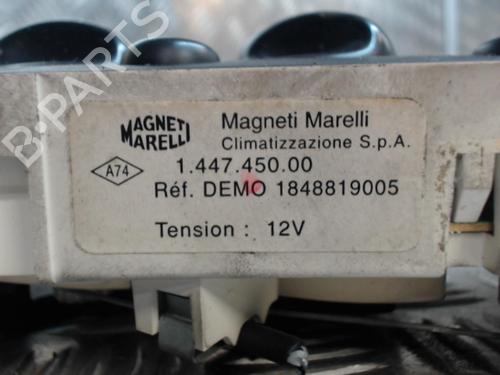 B-PARTS
MAGNETI
MARELLI
Magneti Marelli
Climatizzazione S.p.A.
A74
1.447.450.00
Réf. DEMO 1848819005
Tension : 12V